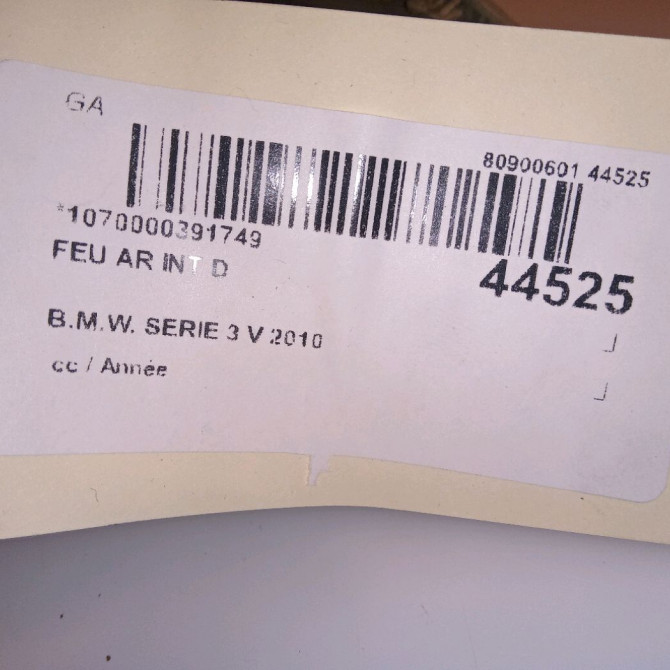 GA
80900601 44525
*1070000391749
FEU AR INT D
44525
B.M.W. SERIE 3 V 2010
cc / Année